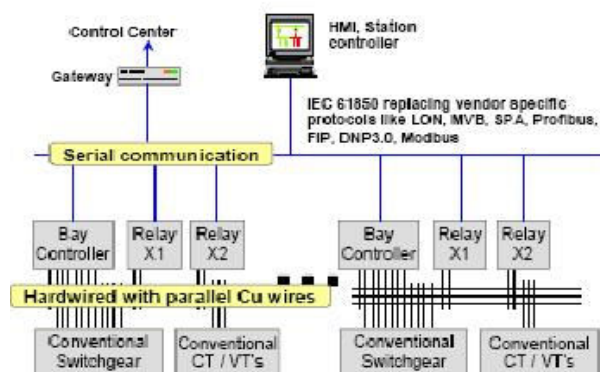 Control Center
HMI, Station
controller
Gateway
IEC 61850 replacing vendor specific
protocols like LON, MVB, SPA, Profibus,
FIP, DNP3.0, Modbus
Serial communication
Bay
Controller
Relay
X1
Relay
X2
Bay
Controller
Relay
X1
Relay
X2
Hardwired with parallel Cu wires
Conventional
Switchgear
Conventional
CT / VT's
Conventional
Switchgear
Conventional
CT / VT's